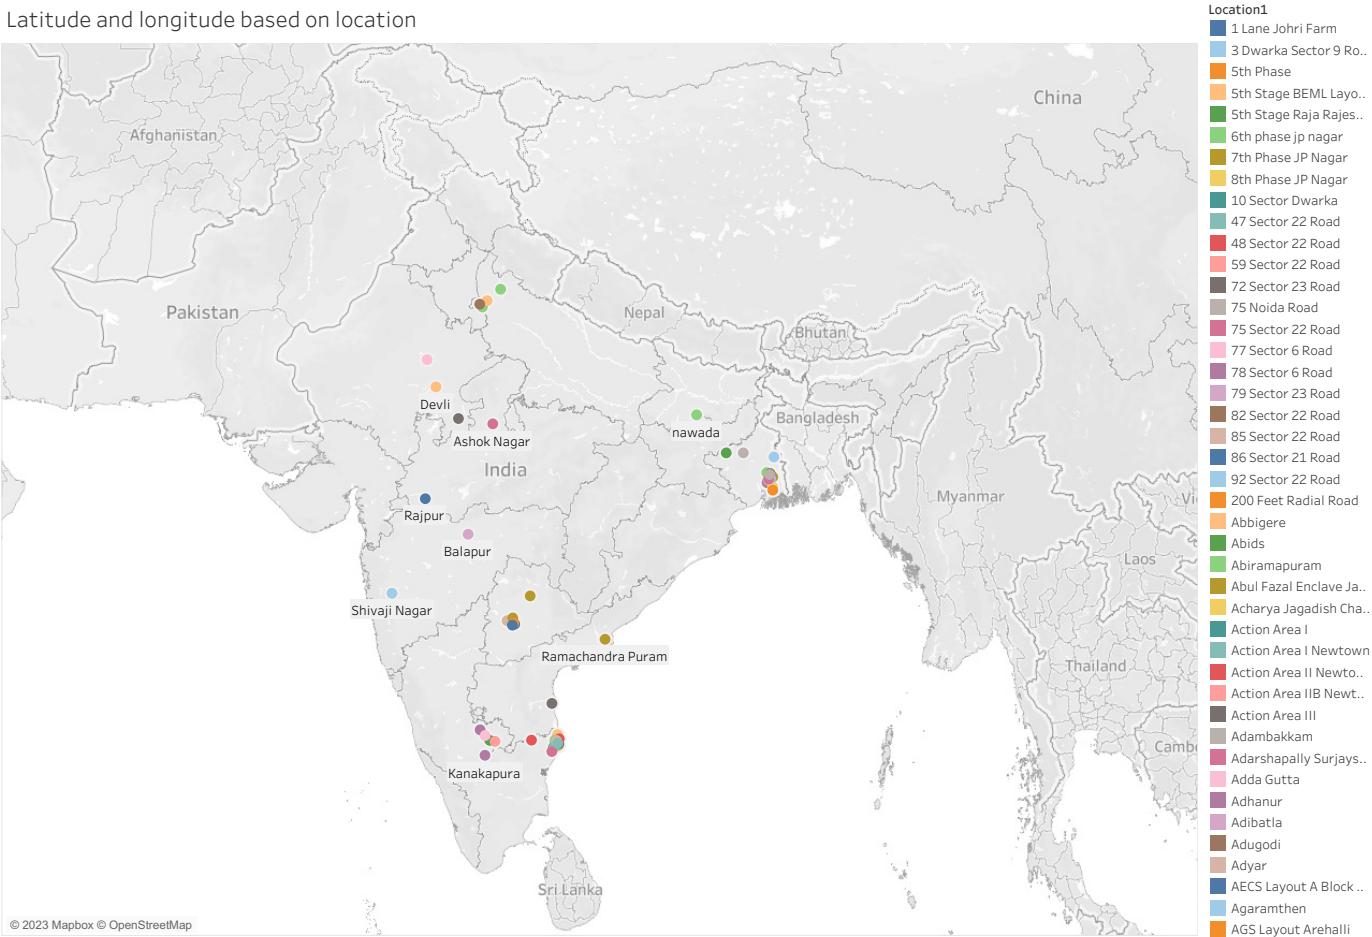 Latitude and longitude based on location
China
Afghanistan
Pakistan
Nepal
Bhutan
Devli
Ashok Nagar
nawada
Bangladesh
India
Myanmar
Rajpur
Balapur
Laos
Shivaji Nagar
Ramachandra Puram
Thailand
Kanakapura
Sri Lanka
© 2023 Mapbox © OpenStreetMap
Location1
1 Lane Johri Farm
3 Dwarka Sector 9 Ro..
5th Phase
5th Stage BEML Layo..
5th Stage Raja Rajes..
6th phase jp nagar
7th Phase JP Nagar
8th Phase JP Nagar
10 Sector Dwarka
47 Sector 22 Road
48 Sector 22 Road
59 Sector 22 Road
72 Sector 23 Road
75 Noida Road
75 Sector 22 Road
77 Sector 6 Road
78 Sector 6 Road
79 Sector 23 Road
82 Sector 22 Road
85 Sector 22 Road
86 Sector 21 Road
92 Sector 22 Road
200 Feet Radial Road
Abbigere
Abids
Abiramapuram
Abul Fazal Enclave Ja..
Acharya Jagadish Cha..
Action Area I
Action Area I Newtown
Action Area II Newto..
Action Area IIB Newt..
Action Area III
Adambakkam
Adarshapally Surjays..
Adda Gutta
Adhanur
Adibatla
Adugodi
Adyar
AECS Layout A Block ..
Agaramthen
AGS Layout Arehalli